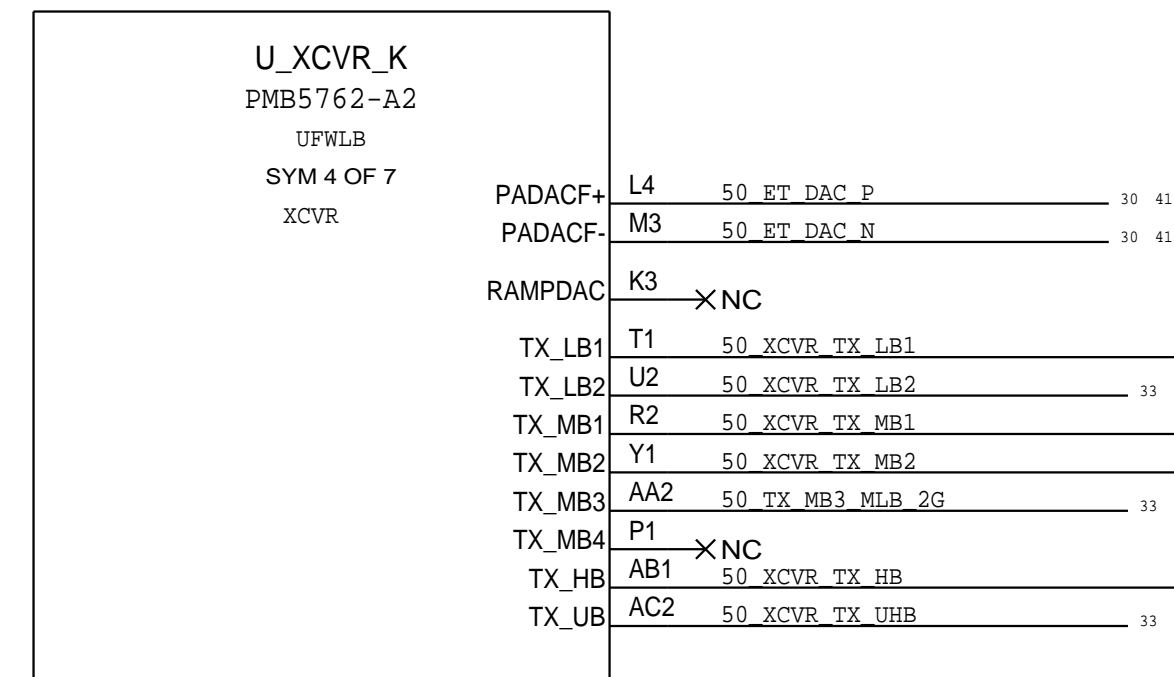 U_XCVR_K
PMB5762-A2
UFWLB
SYM 4 OF 7
XCVR
PADACF+ L4 50_ET_DAC_P 30 41
PADACF- M3 50_ET_DAC_N 30 41
RAMPDAC K3 NC
TX_LB1 T1 50_XCVR_TX_LB1
TX_LB2 U2 50_XCVR_TX_LB2 33
TX_MB1 R2 50_XCVR_TX_MB1
TX_MB2 Y1 50_XCVR_TX_MB2
TX_MB3 AA2 50_TX_MB3_MLB_2G 33
TX_MB4 P1 NC
TX_HB AB1 50_XCVR_TX_HB
TX_UB AC2 50_XCVR_TX_UHB 33